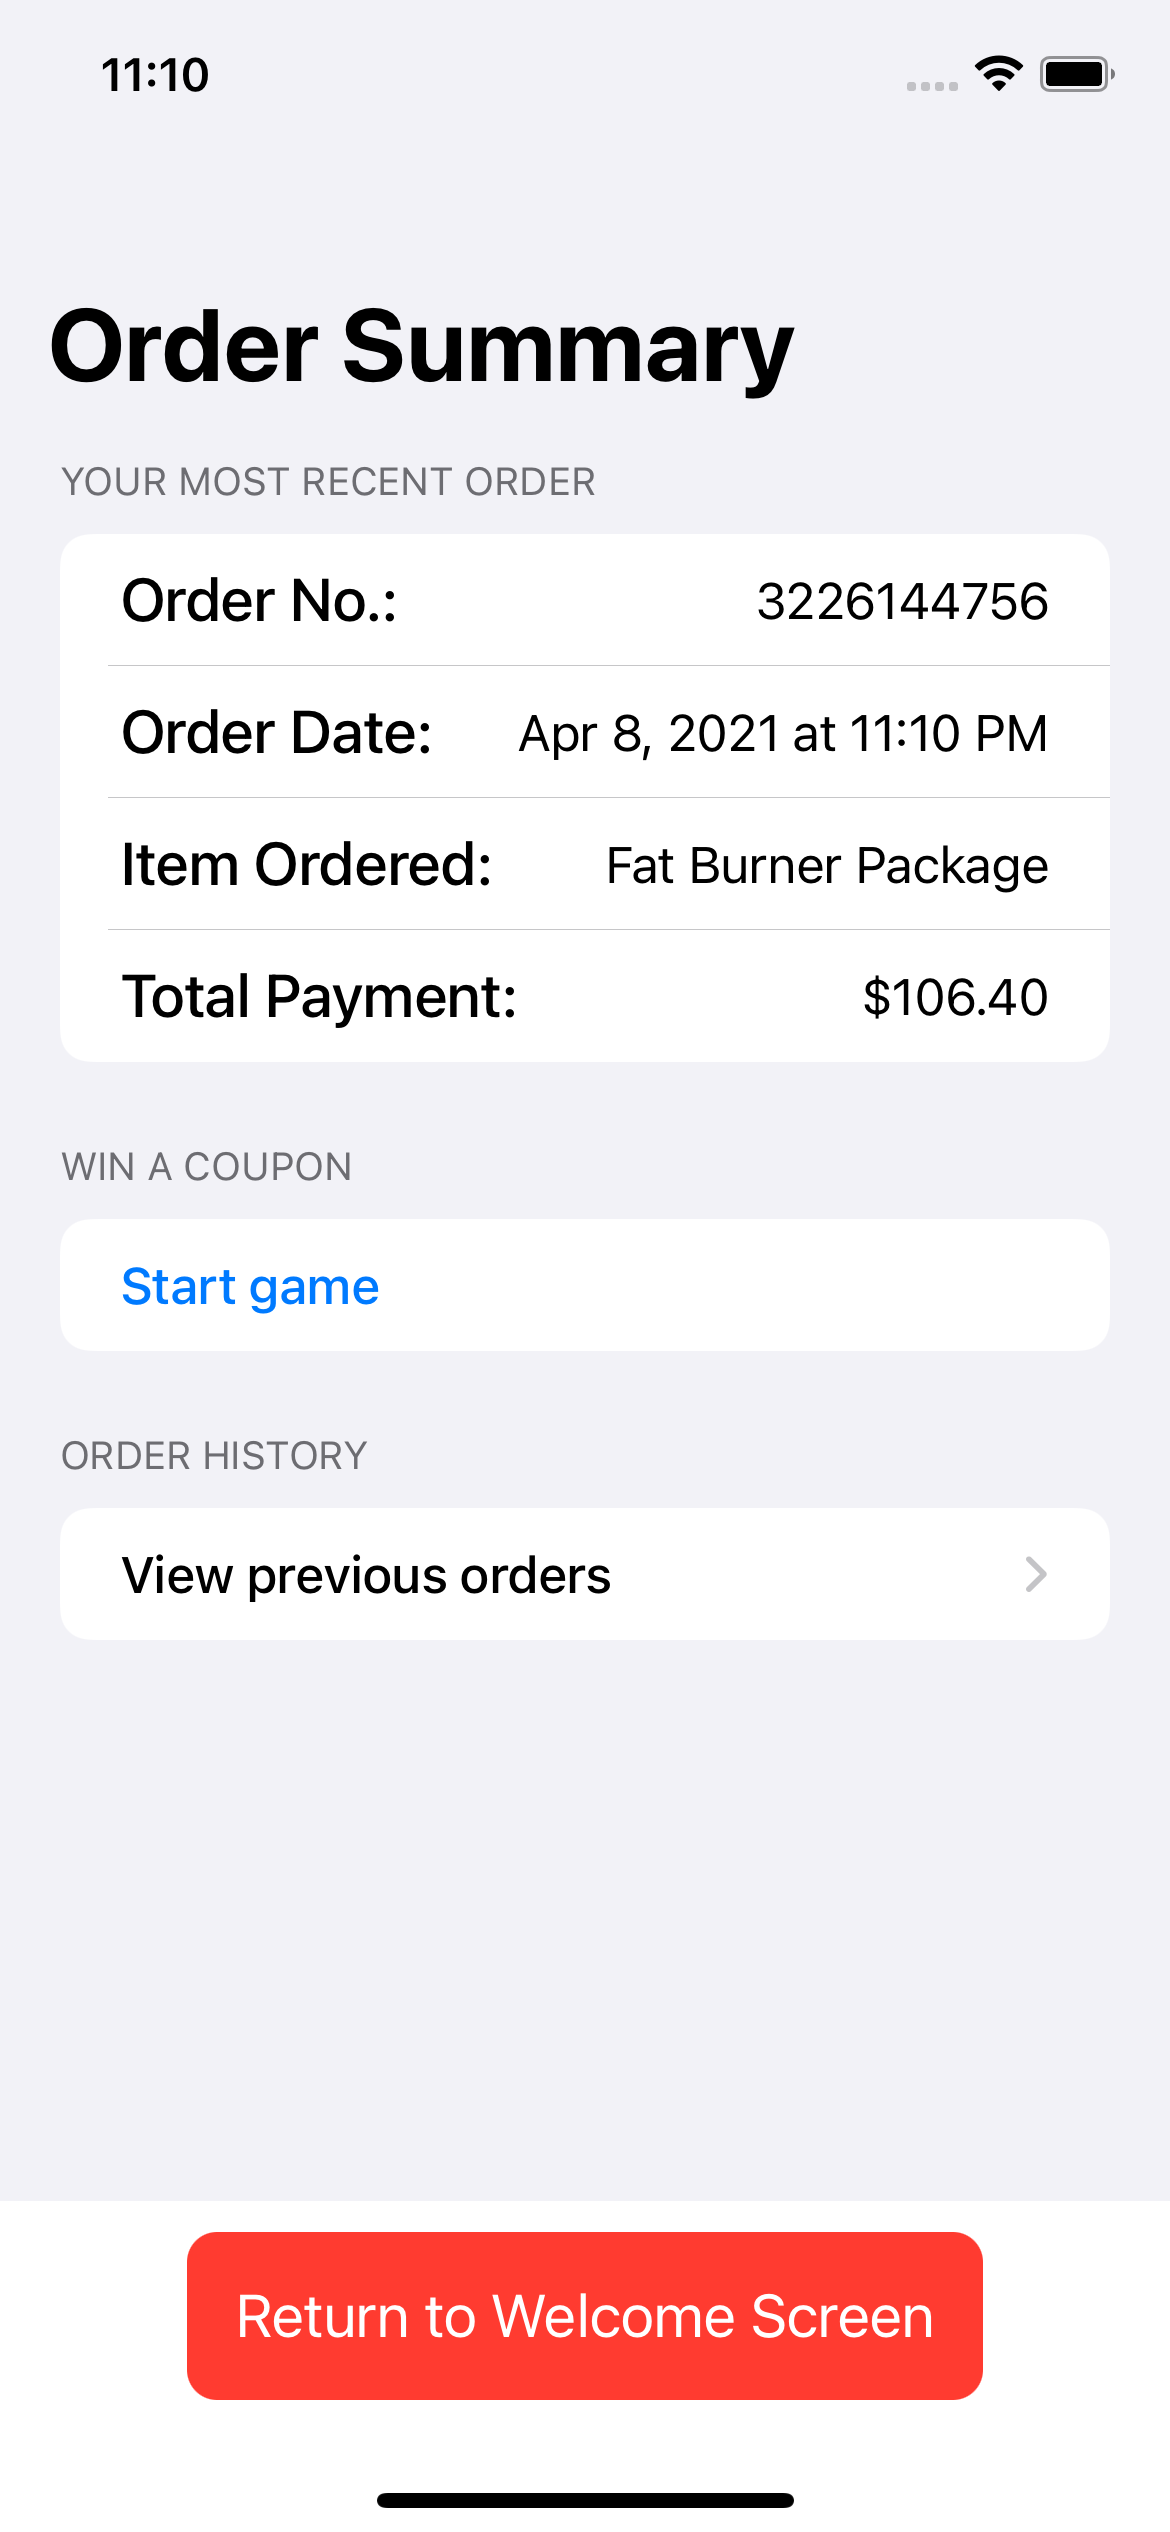 11:10
Order Summary
YOUR MOST RECENT ORDER
Order No.: 3226144756
Order Date: Apr 8, 2021 at 11:10 PM
Item Ordered: Fat Burner Package
Total Payment: $106.40
WIN A COUPON
Start game
ORDER HISTORY
View previous orders
Return to Welcome Screen